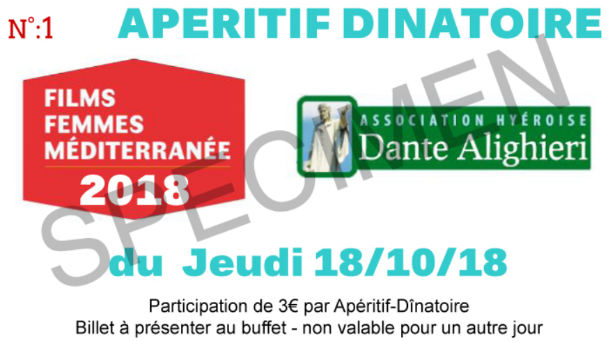 N°:1 APERITIF DINATOIRE
FILMS
FEMMES
MÉDITERRANÉE
2018
ASSOCIATION HYÉROISE
Dante Alighieri
SPECIMEN
du Jeudi 18/10/18
Participation de 3€ par Apéritif-Dînatoire
Billet à présenter au buffet - non valable pour un autre jour